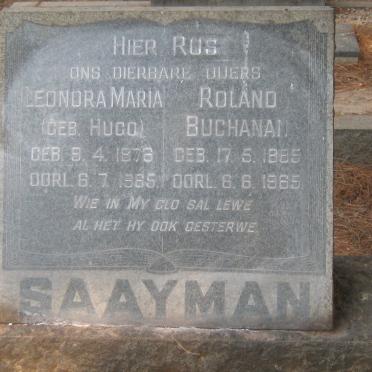 HIER RUS
ONS DIERBARE OUERS
LEONORA MARIA ROLAND
(GEB. HUGO) BUCHANAN
GEB. 9. 4. 1878 GEB. 17. 5. 1885
OORL. 6. 7. 1965. OORL. 6. 6. 1965.
WIE IN MY GLO SAL LEWE
AL HET HY OOK GESTERWE
SAAYMAN